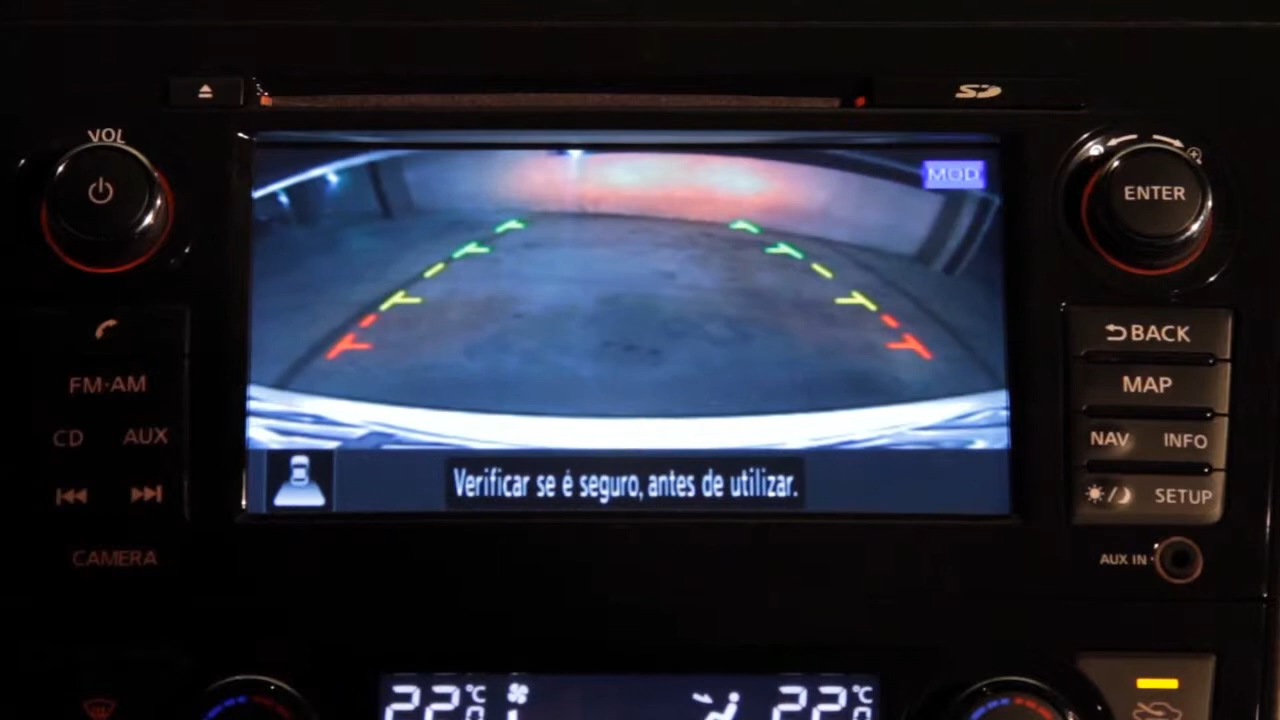 SD
VOL
MOD
ENTER
BACK
FM·AM
MAP
CD AUX
NAV INFO
Verificar se é seguro, antes de utilizar.
SETUP
CAMERA
AUX IN
22°C 22°C